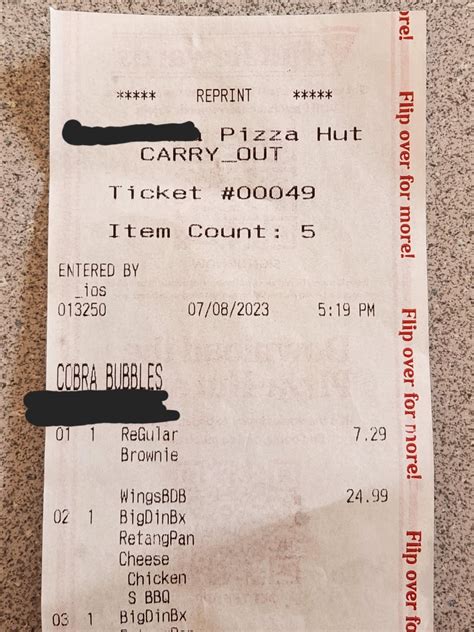 ***** REPRINT *****
Pizza Hut
CARRY_OUT
Ticket #00049
Item Count: 5
ENTERED BY
_ios
013250 07/08/2023 5:19 PM
COBRA BUBBLES
01 1 ReGular 7.29
Brownie
WingsBDB 24.99
02 1 BigDinBx
RetangPan
Cheese
Chicken
S BBQ
03 1 BigDinBx
re!
Flip over for more!
Flip over for more!
Flip over fo